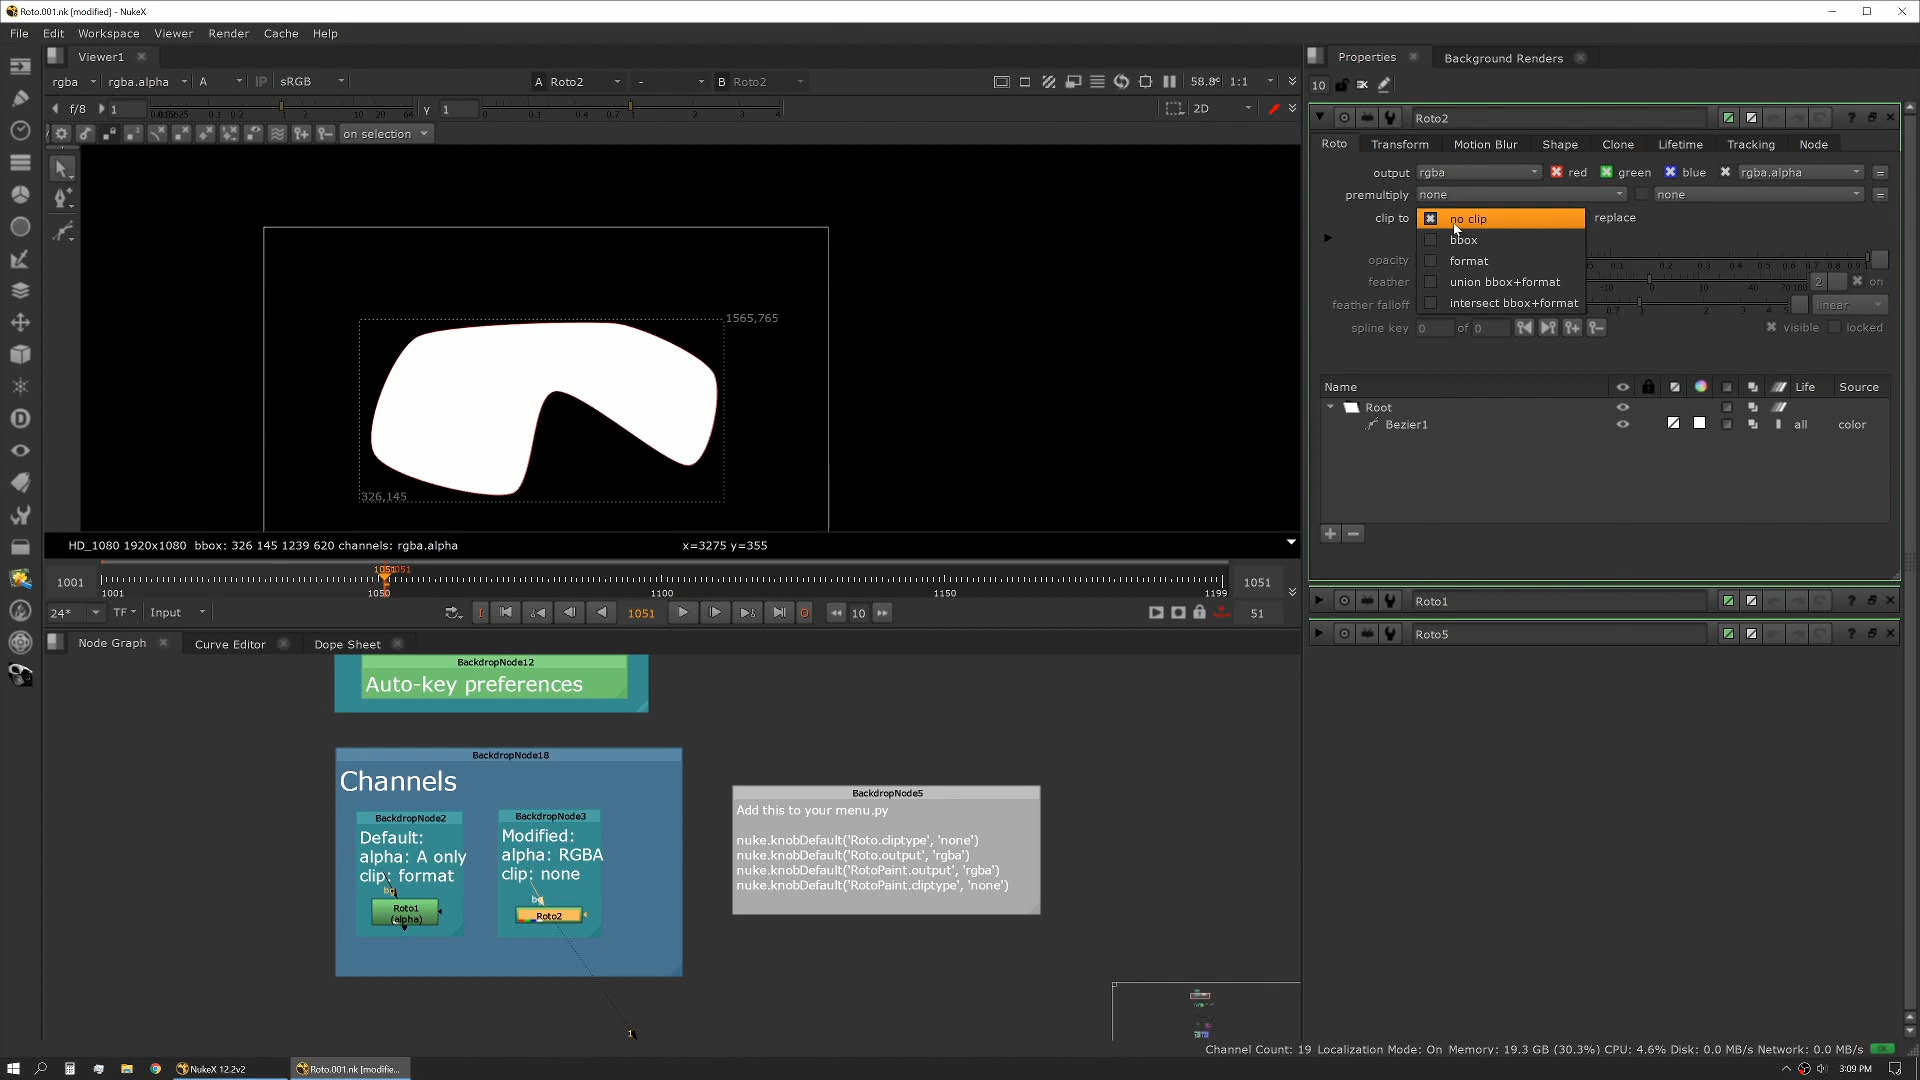 Roto.001.nk [modified] - NukeX
File Edit Workspace Viewer Render Cache Help
Viewer1
rgba rgba.alpha A IP sRGB A Roto2 - B Roto2 58.8% 1:1
f/8 1 Y 1 2D
on selection
1565,765
326,145
HD_1080 1920x1080 bbox: 326 145 1239 620 channels: rgba.alpha x=3275 y=355
1001 1051 1051 1051
1001 1050 1100 1150 1199
24* TF Input 1051 10 51
Node Graph Curve Editor Dope Sheet
BackdropNode12
Auto-key preferences
BackdropNode18
Channels
BackdropNode2
Default:
alpha: A only
clip: format
bg
Roto1
(alpha)
BackdropNode3
Modified:
alpha: RGBA
clip: none
bg
Roto2
1
BackdropNode5
Add this to your menu.py
nuke.knobDefault('Roto.cliptype', 'none')
nuke.knobDefault('Roto.output', 'rgba')
nuke.knobDefault('RotoPaint.output', 'rgba')
nuke.knobDefault('RotoPaint.cliptype', 'none')
Properties Background Renders
10
Roto2
Roto Transform Motion Blur Shape Clone Lifetime Tracking Node
output rgba red green blue rgba.alpha =
premultiply none none =
clip to no clip replace
bbox
format
union bbox+format
intersect bbox+format
opacity
feather 2 on
feather falloff linear
spline key 0 of 0 visible locked
Name Life Source
Root
Bezier1 all color
Roto1
Roto5
Channel Count: 19 Localization Mode: On Memory: 19.3 GB (30.3%) CPU: 4.6% Disk: 0.0 MB/s Network: 0.0 MB/s
NukeX 12.2v2 Roto.001.nk [modifie... 3:09 PM